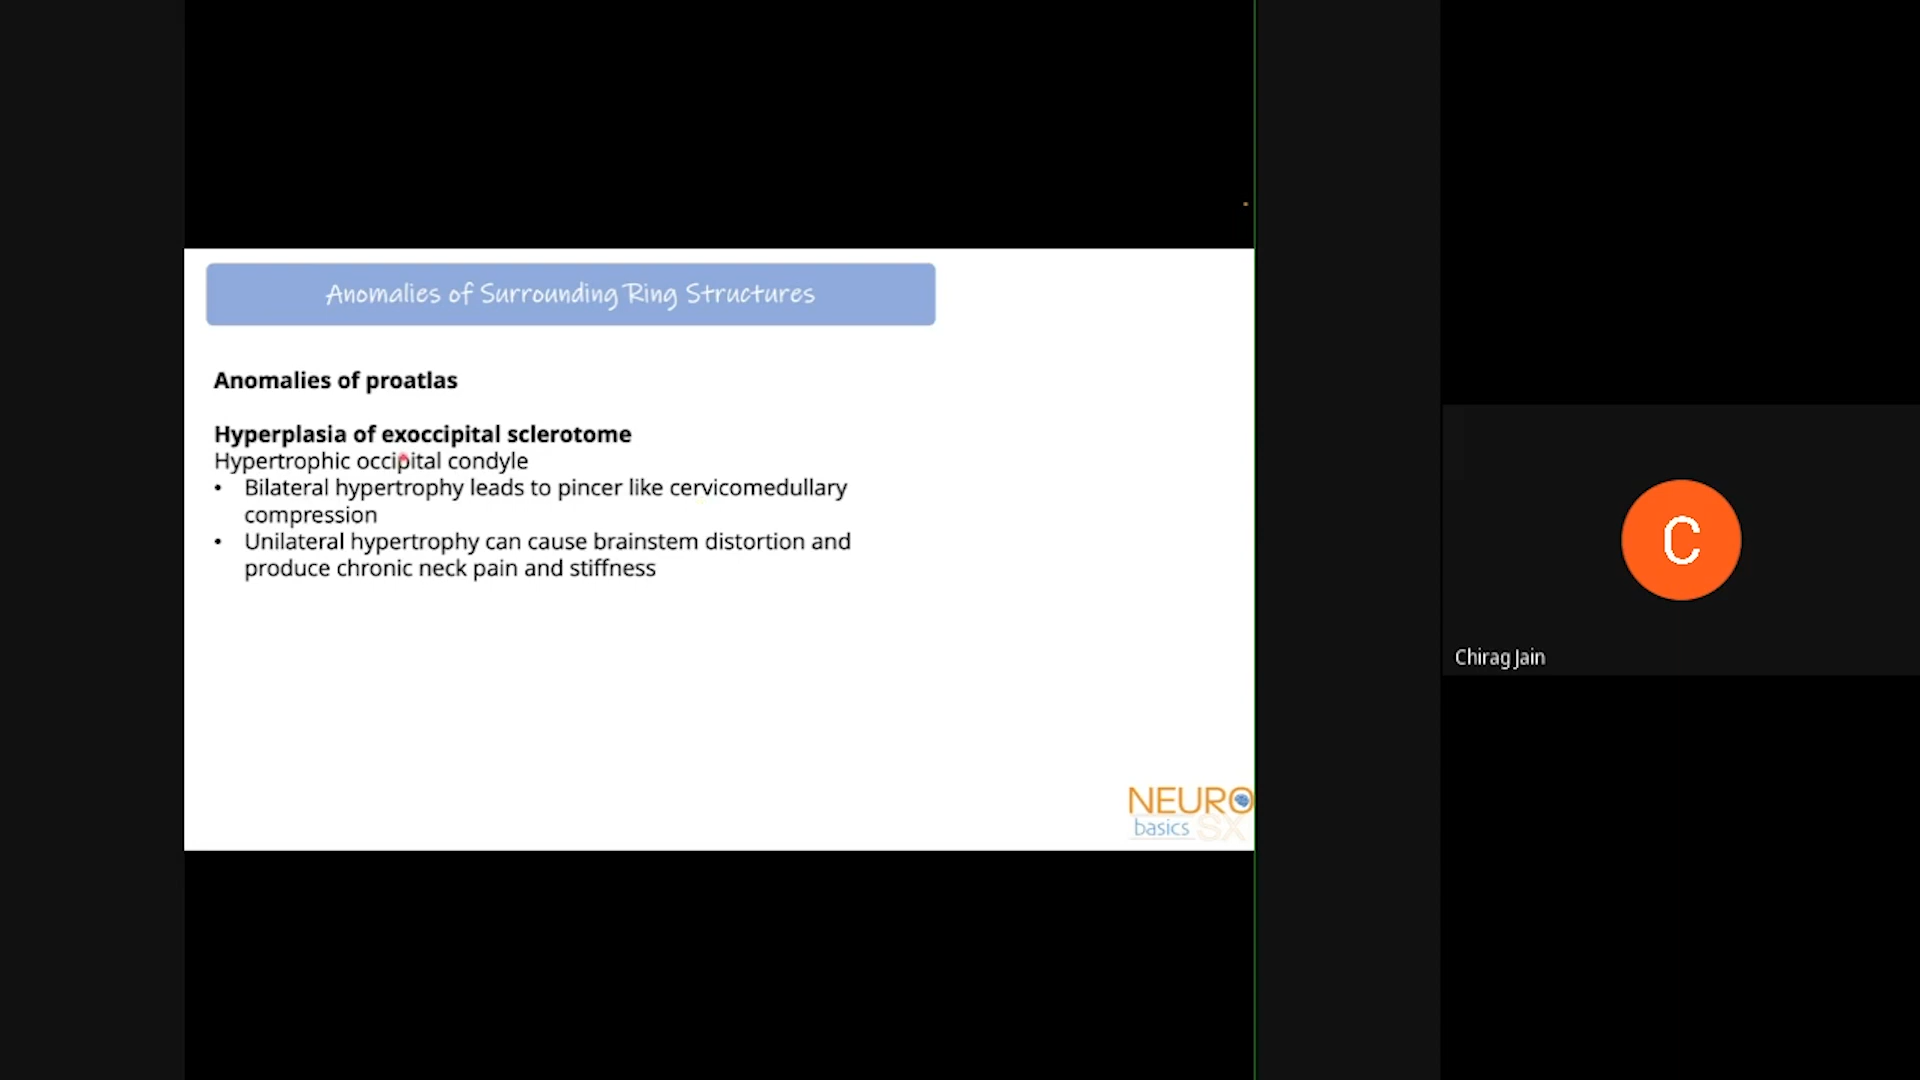 Anomalies of Surrounding Ring Structures
Anomalies of proatlas
Hyperplasia of exoccipital sclerotome
Hypertrophic occipital condyle
• Bilateral hypertrophy leads to pincer like cervicomedullary
compression
• Unilateral hypertrophy can cause brainstem distortion and
produce chronic neck pain and stiffness
NEURO
basics SX
C
Chirag Jain